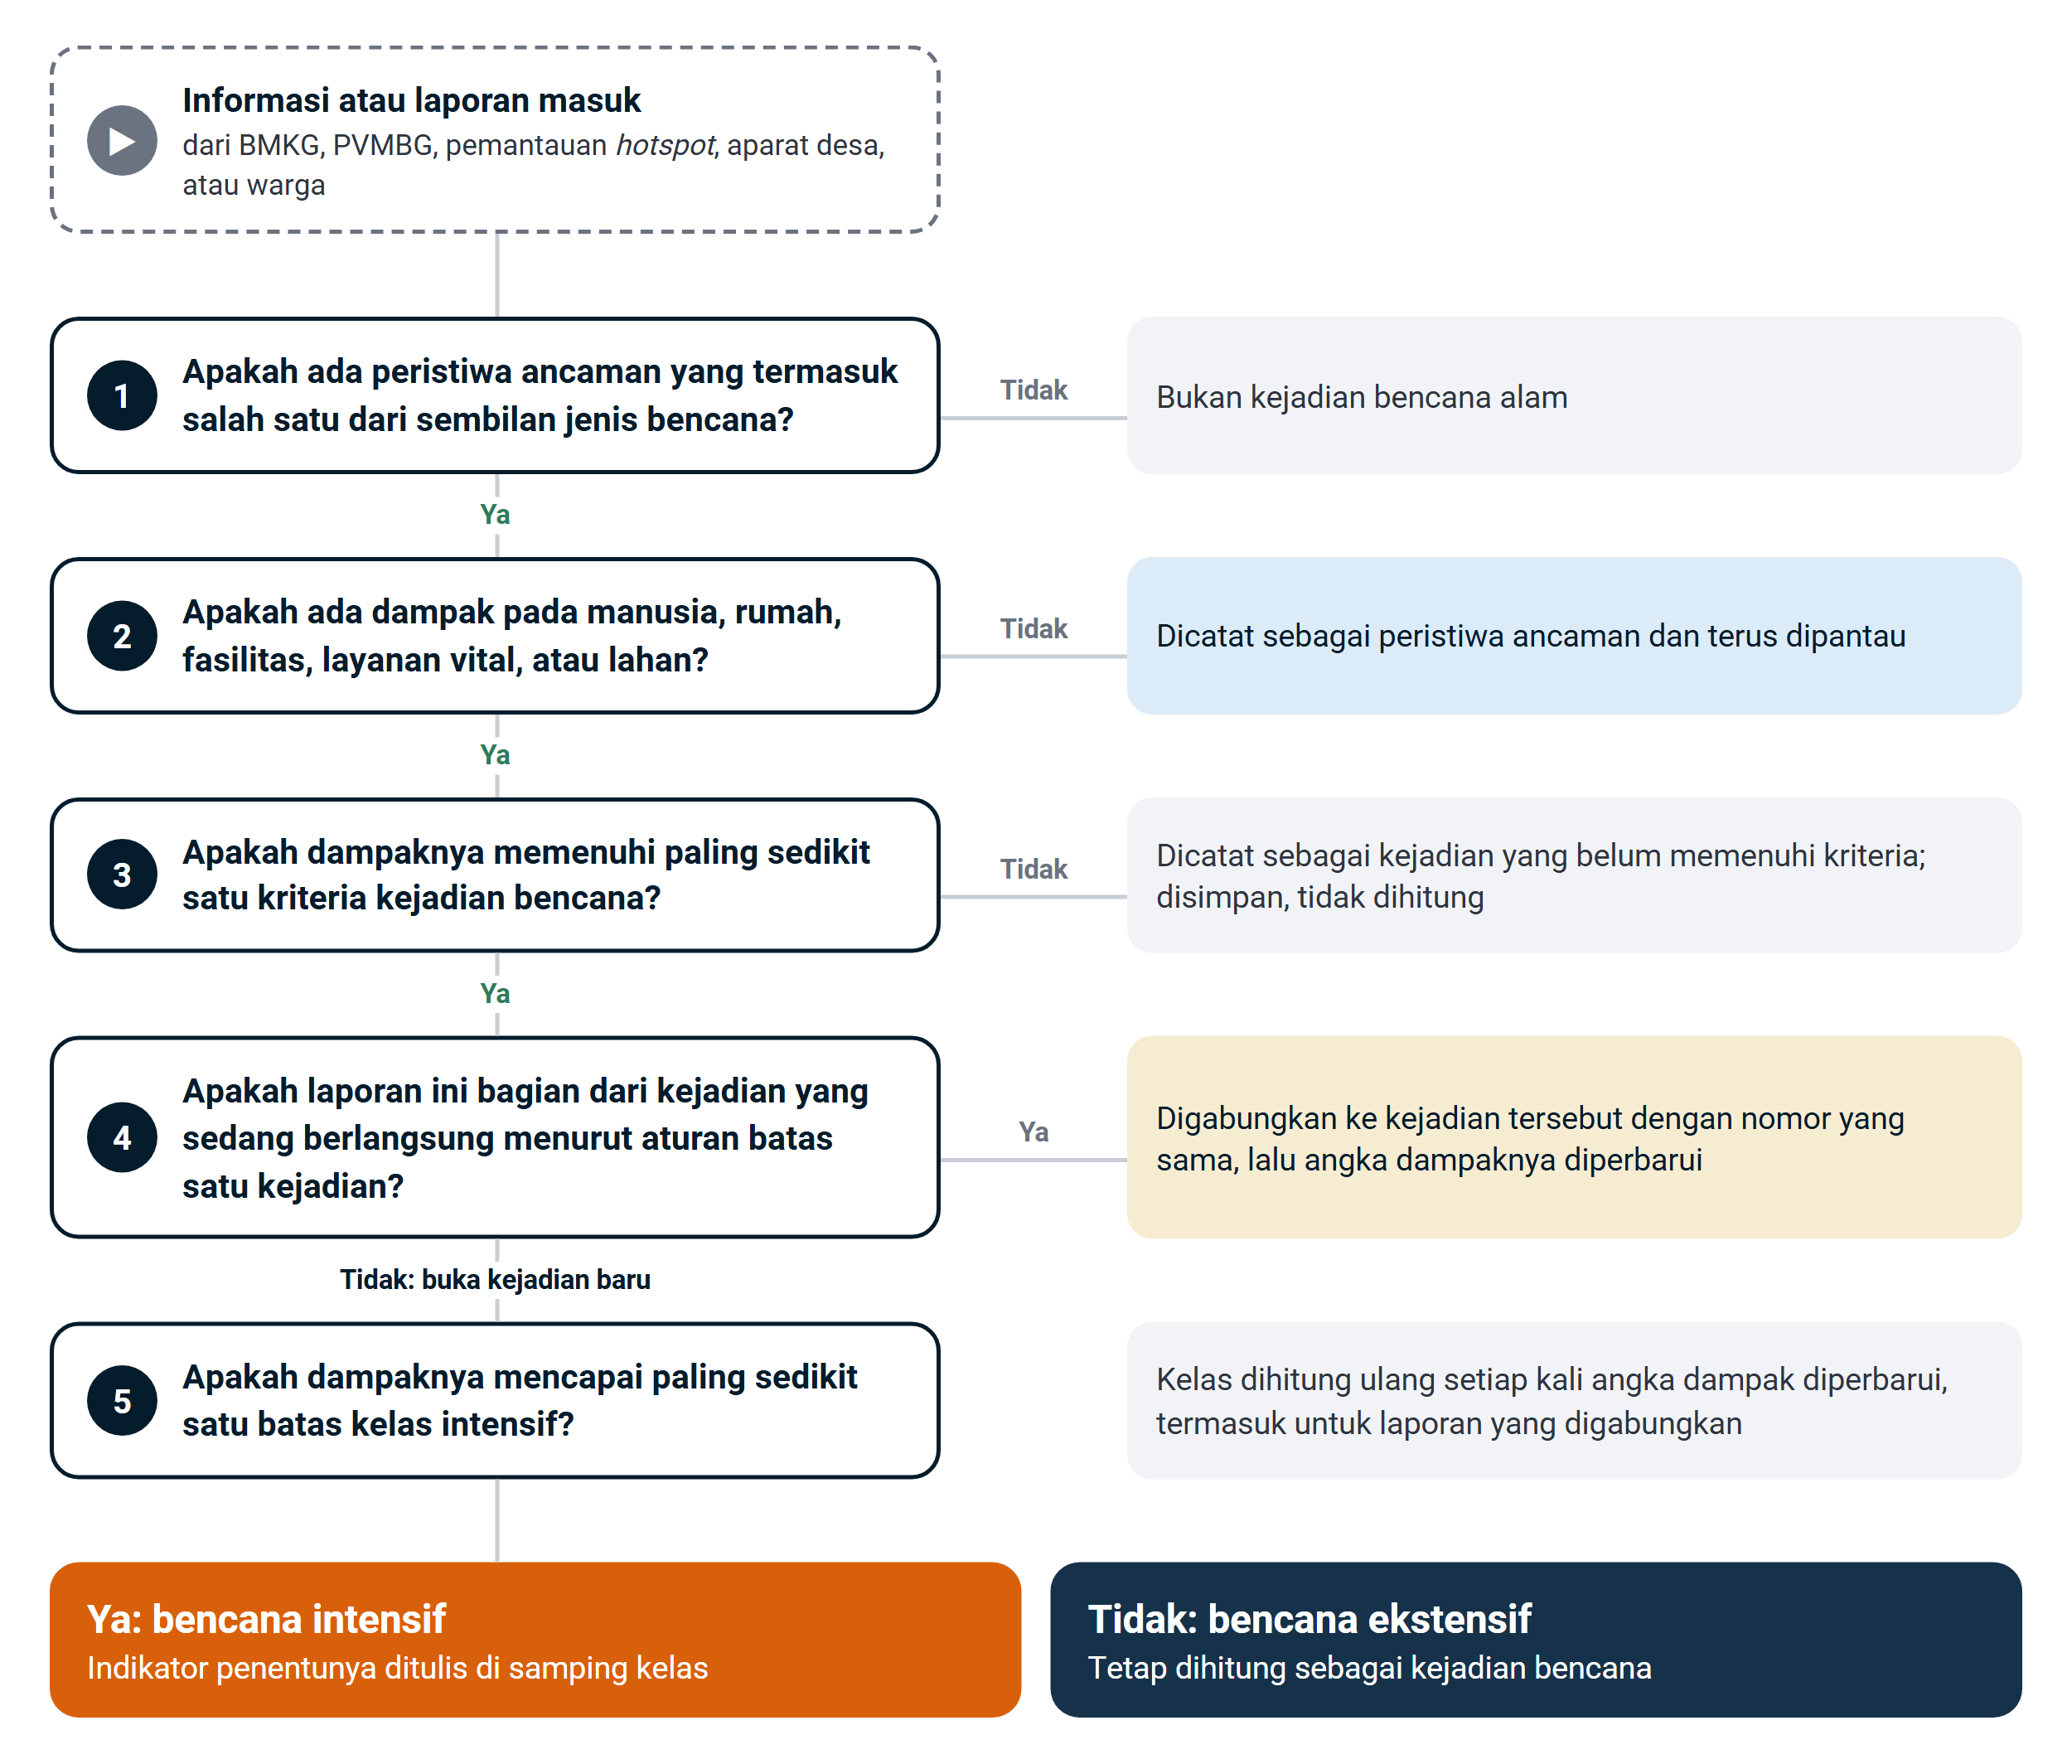 Informasi atau laporan masuk
dari BMKG, PVMBG, pemantauan hotspot, aparat desa,
atau warga
1
Apakah ada peristiwa ancaman yang termasuk
salah satu dari sembilan jenis bencana?
Tidak
Bukan kejadian bencana alam
Ya
2
Apakah ada dampak pada manusia, rumah,
fasilitas, layanan vital, atau lahan?
Tidak
Dicatat sebagai peristiwa ancaman dan terus dipantau
Ya
3
Apakah dampaknya memenuhi paling sedikit
satu kriteria kejadian bencana?
Tidak
Dicatat sebagai kejadian yang belum memenuhi kriteria;
disimpan, tidak dihitung
Ya
4
Apakah laporan ini bagian dari kejadian yang
sedang berlangsung menurut aturan batas
satu kejadian?
Ya
Digabungkan ke kejadian tersebut dengan nomor yang
sama, lalu angka dampaknya diperbarui
Tidak: buka kejadian baru
5
Apakah dampaknya mencapai paling sedikit
satu batas kelas intensif?
Kelas dihitung ulang setiap kali angka dampak diperbarui,
termasuk untuk laporan yang digabungkan
Ya: bencana intensif
Indikator penentunya ditulis di samping kelas
Tidak: bencana ekstensif
Tetap dihitung sebagai kejadian bencana